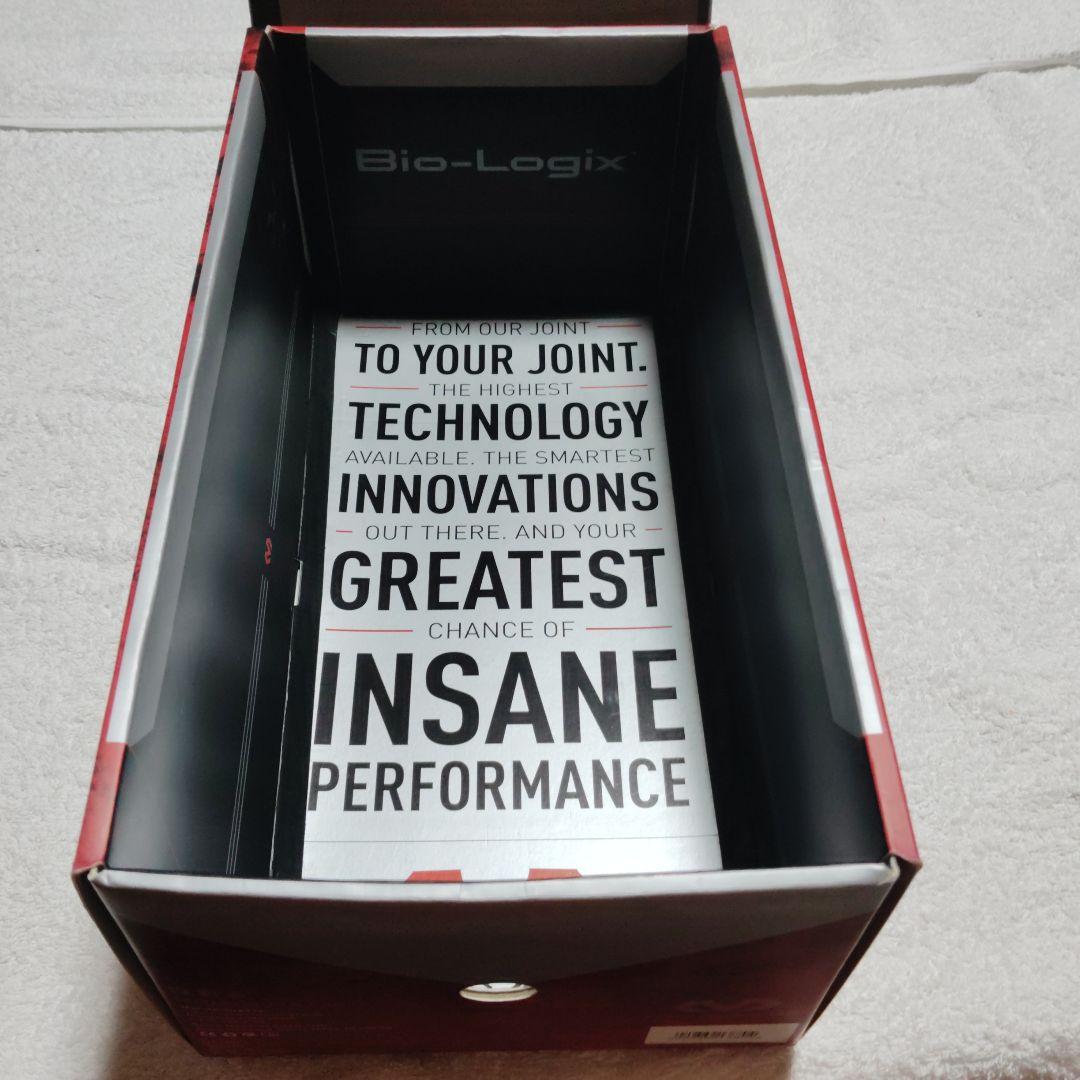 Bio-Logix™
FROM OUR JOINT
TO YOUR JOINT.
THE HIGHEST
TECHNOLOGY
AVAILABLE. THE SMARTEST
INNOVATIONS
OUT THERE. AND YOUR
GREATEST
CHANCE OF
INSANE
PERFORMANCE